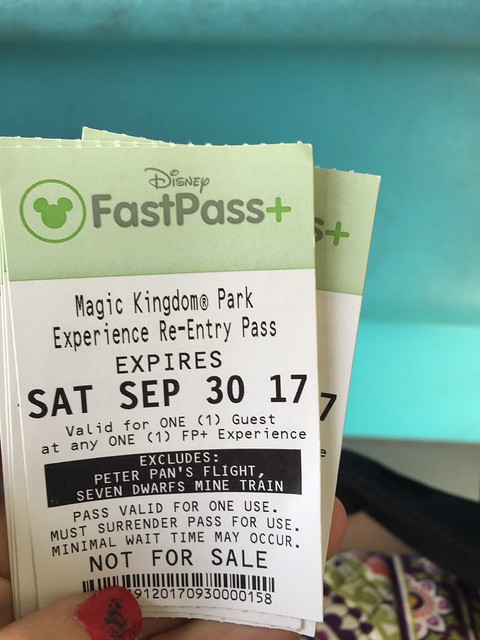 Disney
FastPass+
s+
Magic Kingdom® Park
Experience Re-Entry Pass
EXPIRES
SAT SEP 30 17
7
Valid for ONE (1) Guest
at any ONE (1) FP+ Experience
e
EXCLUDES:
PETER PAN'S FLIGHT,
SEVEN DWARFS MINE TRAIN
PASS VALID FOR ONE USE.
MUST SURRENDER PASS FOR USE.
MINIMAL WAIT TIME MAY OCCUR.
NOT FOR SALE
9120170930000158